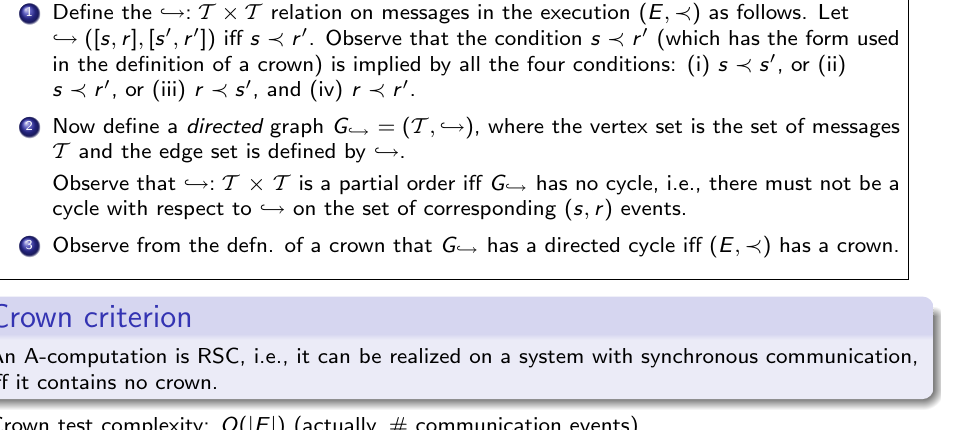 1 Define the ↪: 𝒯 × 𝒯 relation on messages in the execution (E, ≺) as follows. Let
↪ ([s, r], [s′, r′]) iff s ≺ r′. Observe that the condition s ≺ r′ (which has the form used
in the definition of a crown) is implied by all the four conditions: (i) s ≺ s′, or (ii)
s ≺ r′, or (iii) r ≺ s′, and (iv) r ≺ r′.
2 Now define a directed graph G↪ = (𝒯, ↪), where the vertex set is the set of messages
𝒯 and the edge set is defined by ↪.
Observe that ↪: 𝒯 × 𝒯 is a partial order iff G↪ has no cycle, i.e., there must not be a
cycle with respect to ↪ on the set of corresponding (s, r) events.
3 Observe from the defn. of a crown that G↪ has a directed cycle iff (E, ≺) has a crown.
Crown criterion
An A-computation is RSC, i.e., it can be realized on a system with synchronous communication,
iff it contains no crown.
Crown test complexity: O(|E|) (actually, # communication events)